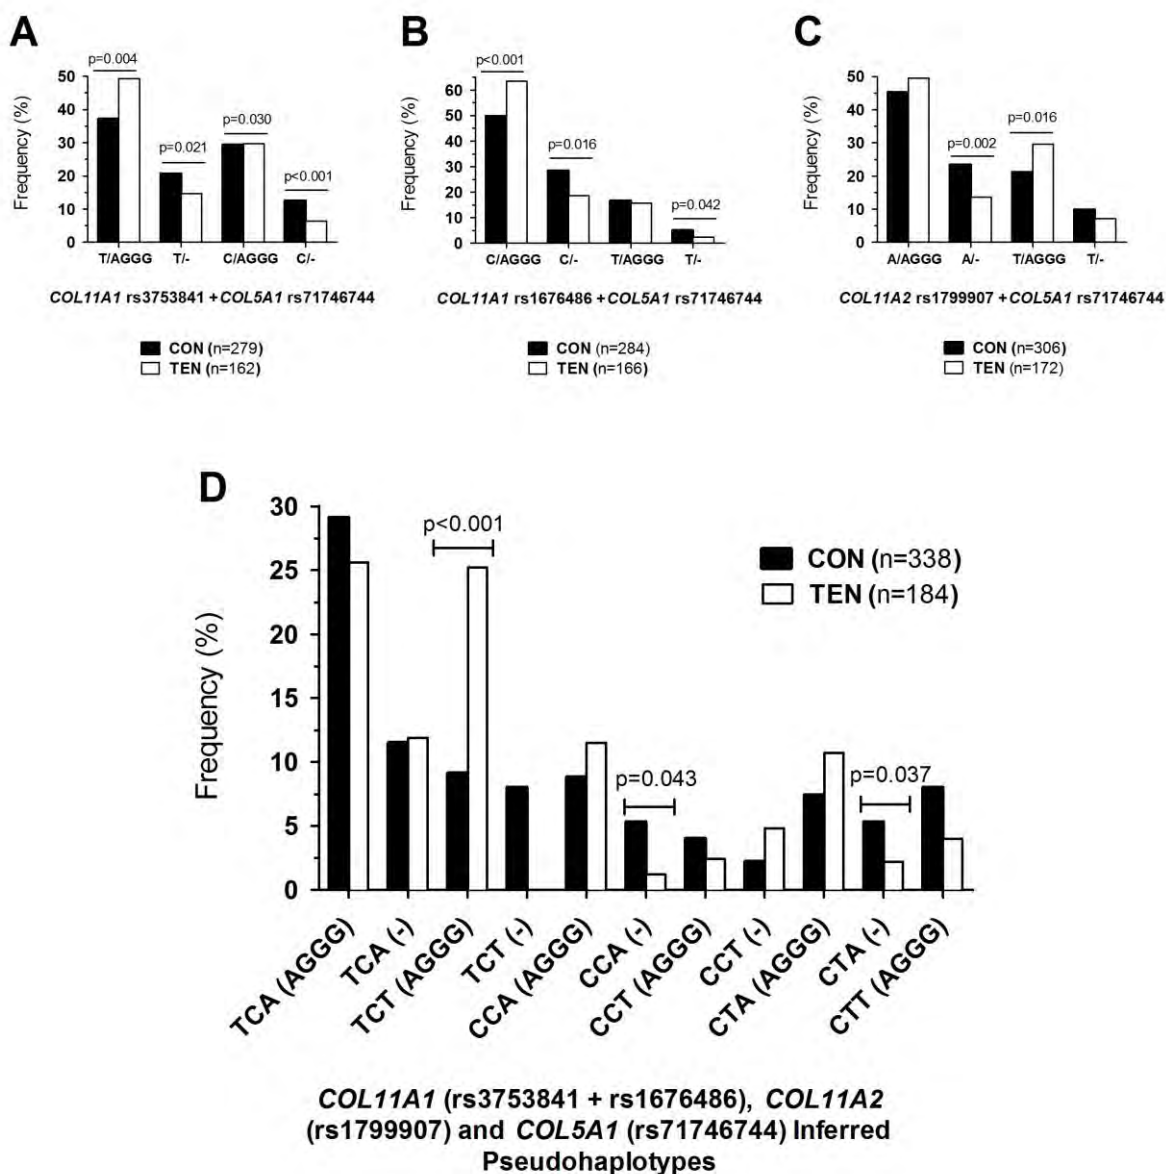 A
p=0.004
p=0.021
p=0.030
p<0.001
Frequency (%)
50
40
30
20
10
0
T/AGGG T/- C/AGGG C/-
COL11A1 rs3753841 + COL5A1 rs71746744
CON (n=279)
TEN (n=162)
B
p<0.001
p=0.016
p=0.042
Frequency (%)
60
50
40
30
20
10
0
C/AGGG C/- T/AGGG T/-
COL11A1 rs1676486 + COL5A1 rs71746744
CON (n=284)
TEN (n=166)
C
p=0.002
p=0.016
Frequency (%)
50
40
30
20
10
0
A/AGGG A/- T/AGGG T/-
COL11A2 rs1799907 + COL5A1 rs71746744
CON (n=306)
TEN (n=172)
D
p<0.001
p=0.043
p=0.037
CON (n=338)
TEN (n=184)
Frequency (%)
30
25
20
15
10
5
0
TCA (AGGG)
TCA (-)
TCT (AGGG)
TCT (-)
CCA (AGGG)
CCA (-)
CCT (AGGG)
CCT (-)
CTA (AGGG)
CTA (-)
CTT (AGGG)
COL11A1 (rs3753841 + rs1676486), COL11A2
(rs1799907) and COL5A1 (rs71746744) Inferred
Pseudohaplotypes